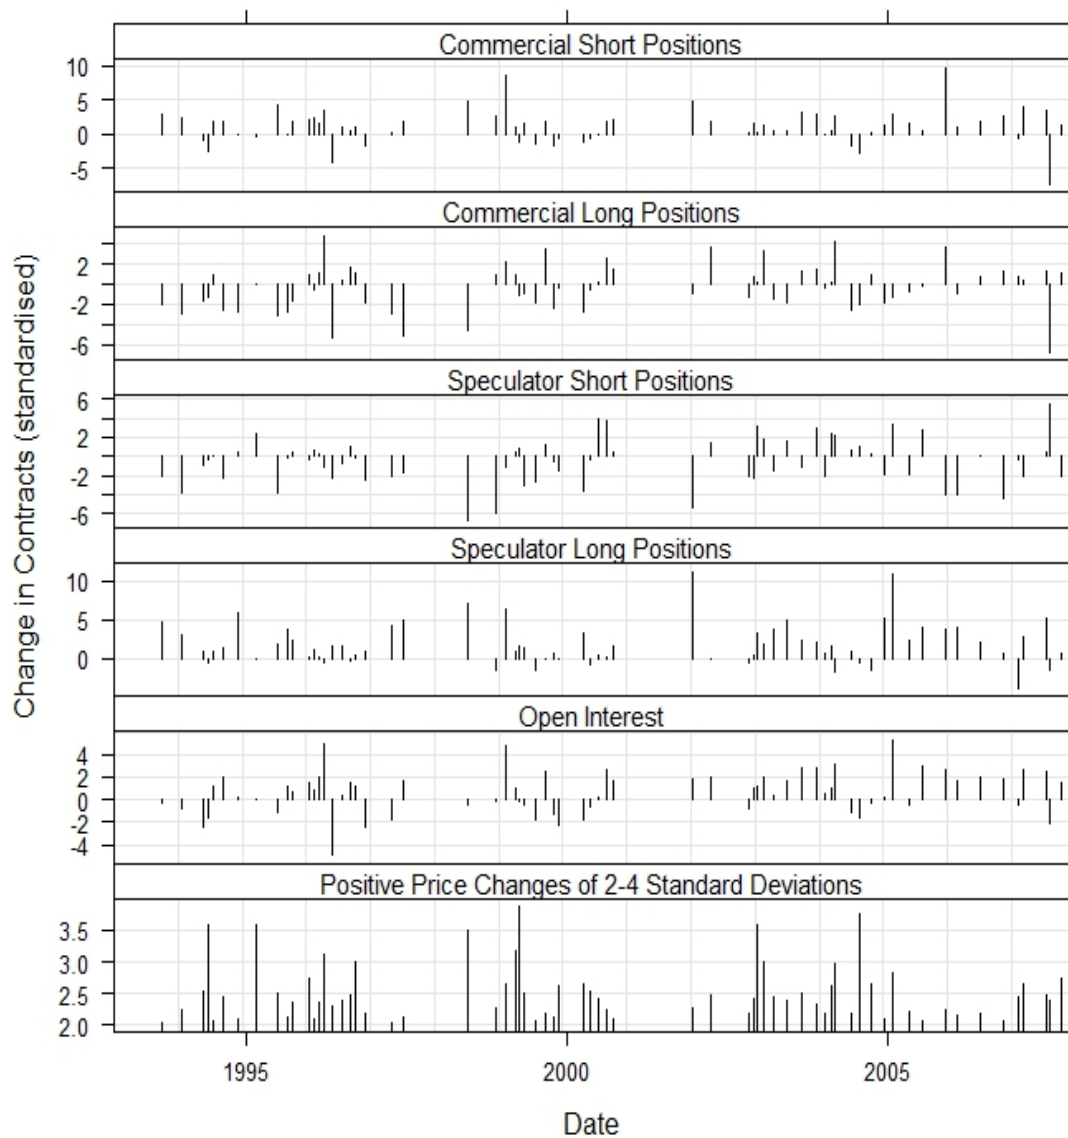 Commercial Short Positions
10
5
0
-5
Commercial Long Positions
2
-2
-6
Speculator Short Positions
6
2
-2
-6
Speculator Long Positions
10
5
0
Open Interest
4
2
0
-2
-4
Positive Price Changes of 2-4 Standard Deviations
3.5
3.0
2.5
2.0
1995 2000 2005
Date
Change in Contracts (standardised)